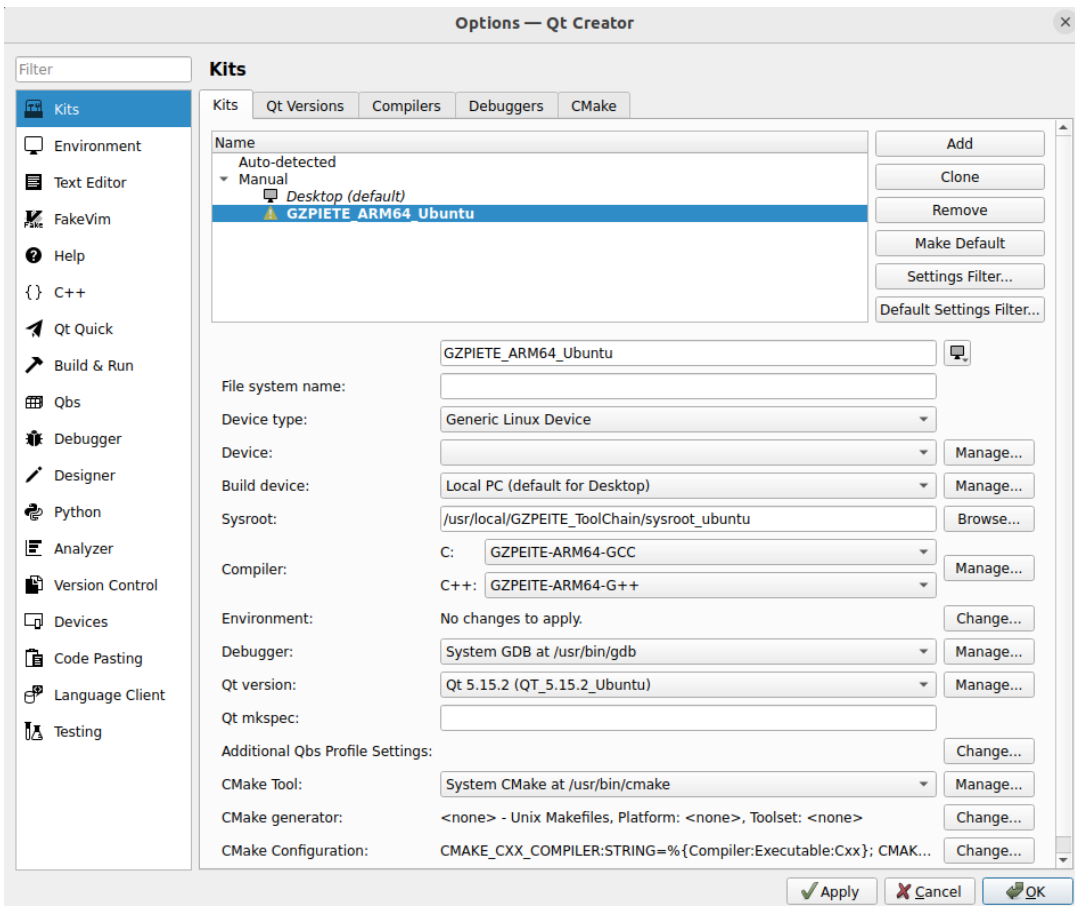 Options — Qt Creator
Filter
Kits
Kits
Environment
Text Editor
FakeVim
Help
C++
Qt Quick
Build & Run
Qbs
Debugger
Designer
Python
Analyzer
Version Control
Devices
Code Pasting
Language Client
Testing
Kits Qt Versions Compilers Debuggers CMake
Name
Auto-detected
Manual
Desktop (default)
GZPIETE_ARM64_Ubuntu
Add
Clone
Remove
Make Default
Settings Filter...
Default Settings Filter...
GZPIETE_ARM64_Ubuntu
File system name:
Device type: Generic Linux Device
Device: Manage...
Build device: Local PC (default for Desktop) Manage...
Sysroot: /usr/local/GZPEITE_ToolChain/sysroot_ubuntu Browse...
Compiler: C: GZPEITE-ARM64-GCC Manage...
C++: GZPEITE-ARM64-G++
Environment: No changes to apply. Change...
Debugger: System GDB at /usr/bin/gdb Manage...
Qt version: Qt 5.15.2 (QT_5.15.2_Ubuntu) Manage...
Qt mkspec:
Additional Qbs Profile Settings: Change...
CMake Tool: System CMake at /usr/bin/cmake Manage...
CMake generator: <none> - Unix Makefiles, Platform: <none>, Toolset: <none> Change...
CMake Configuration: CMAKE_CXX_COMPILER:STRING=%{Compiler:Executable:Cxx}; CMAK... Change...
Apply Cancel OK